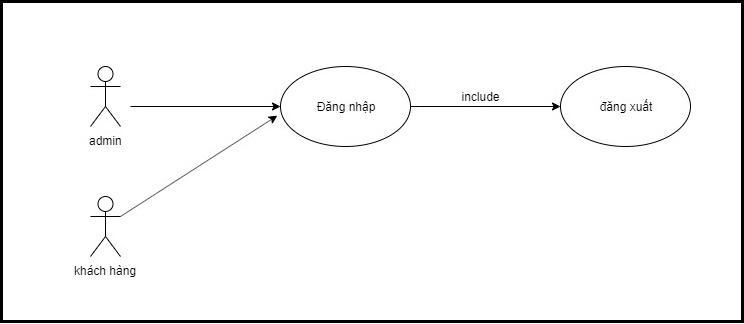 admin
Đăng nhập
include
đăng xuất
khách hàng